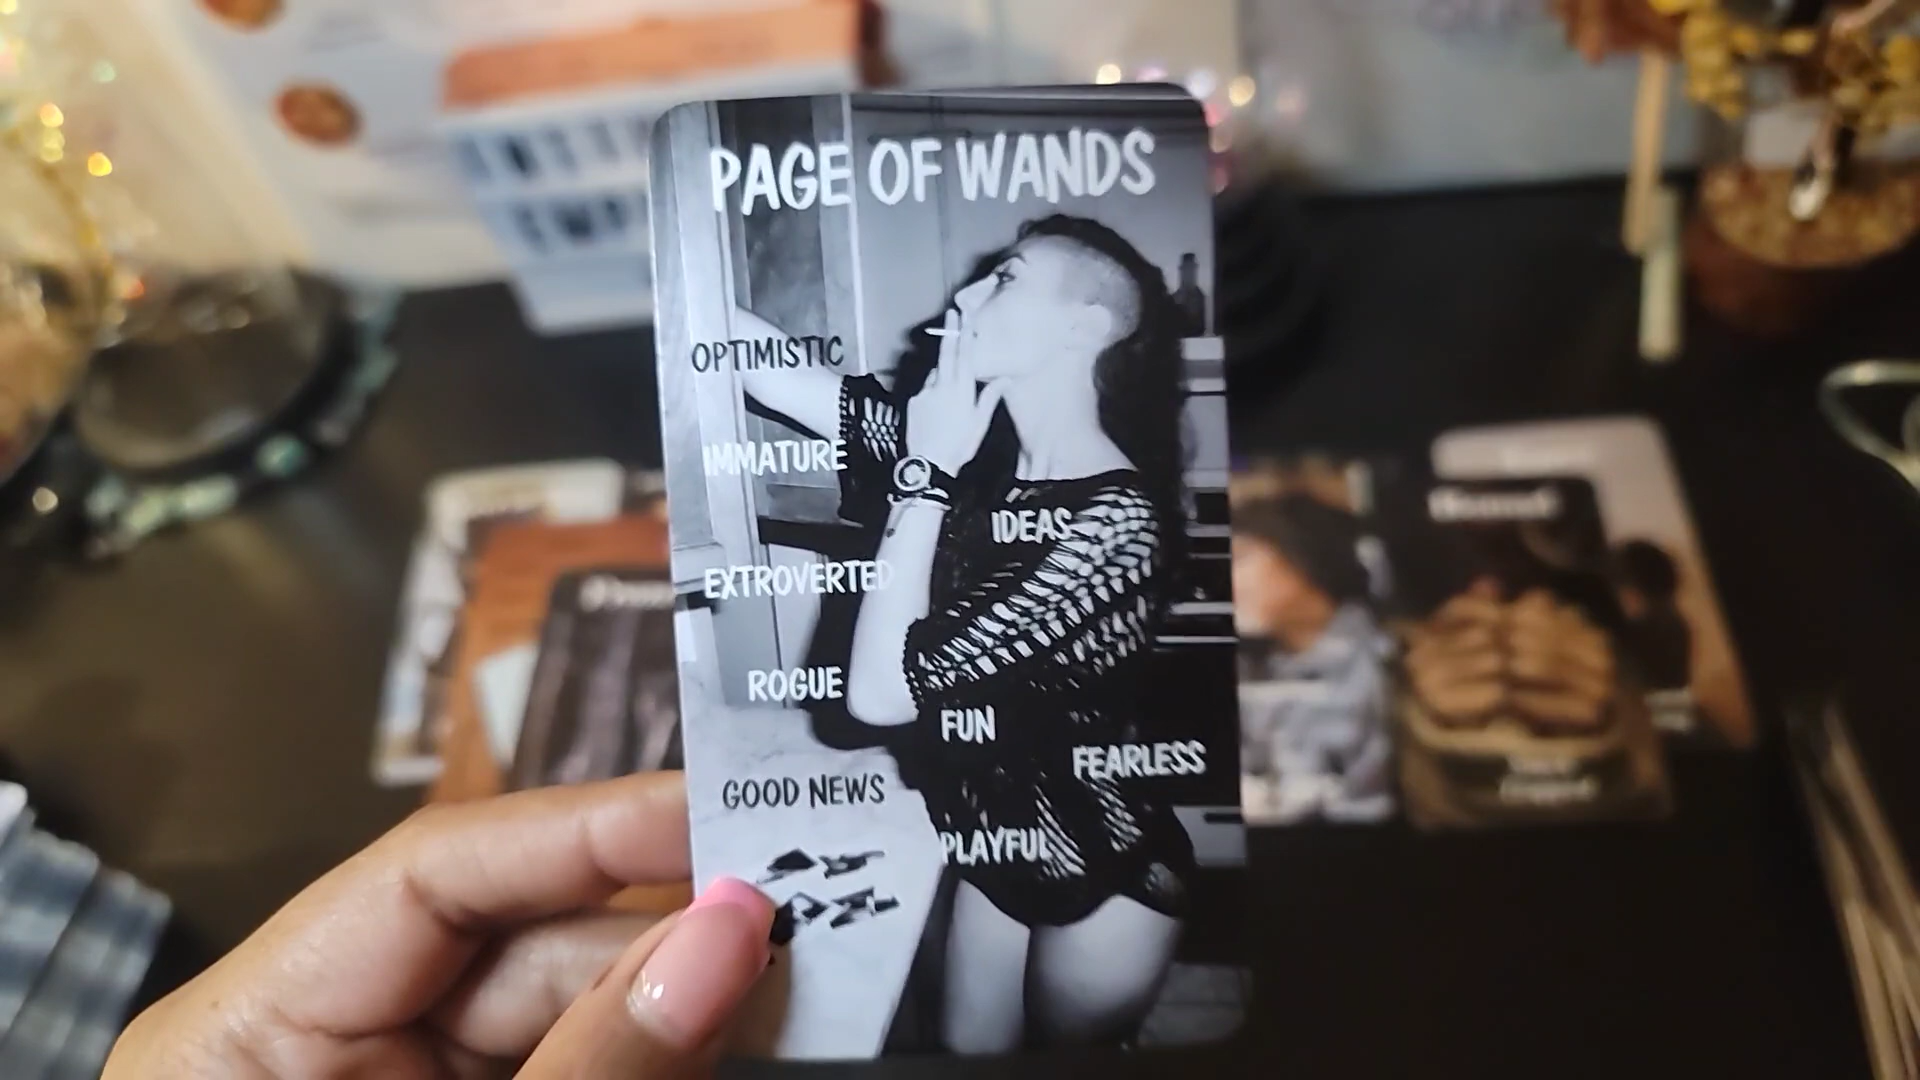 PAGE OF WANDS
OPTIMISTIC
IMMATURE
IDEAS
EXTROVERTED
ROGUE
FUN
FEARLESS
GOOD NEWS
PLAYFUL